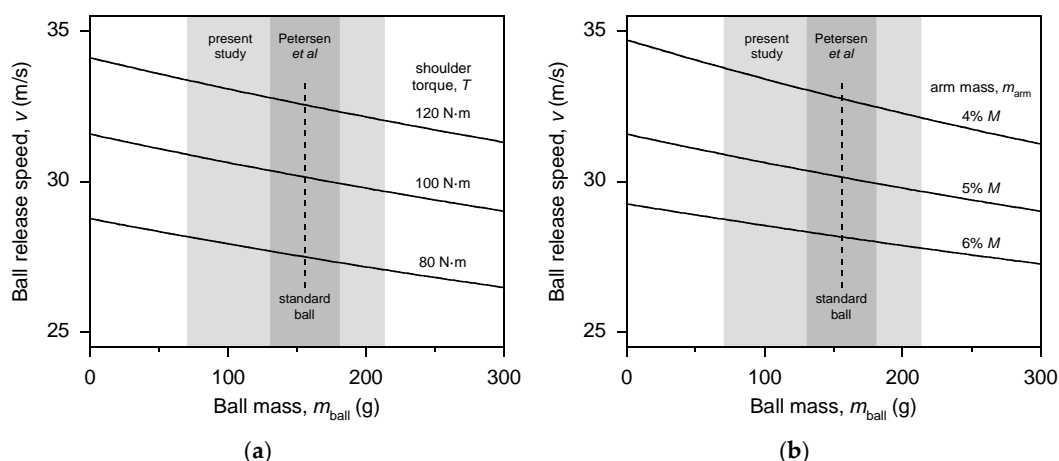 35
30
25
Ball release speed, v (m/s)
present
study
Petersen
et al
shoulder
torque, T
120 N·m
100 N·m
80 N·m
standard
ball
0
100
200
300
Ball mass, m_ball (g)
(a)
35
30
25
Ball release speed, v (m/s)
present
study
Petersen
et al
arm mass, m_arm
4% M
5% M
6% M
standard
ball
0
100
200
300
Ball mass, m_ball (g)
(b)